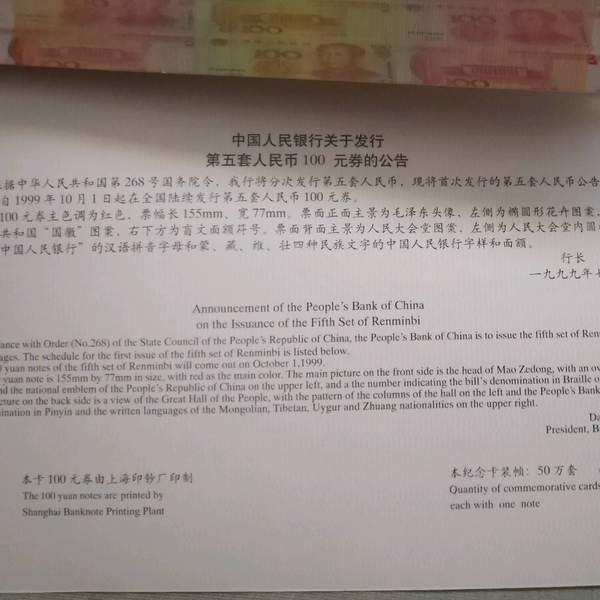 100
100
100
中国人民银行关于发行
第五套人民币100 元券的公告
据中华人民共和国第268号国务院令，我行将分次发行第五套人民币，现将首次发行的第五套人民币公告
自1999年10月1日起在全国陆续发行第五套人民币100元券。
100元券主色调为红色，票幅长155mm、宽77mm。票面正面主景为毛泽东头像，左侧为椭圆形花卉图案，
共和国“国徽”图案，右下方为盲文面额符号。票面背面主景为人民大会堂图案，左侧为人民大会堂内圆
中国人民银行”的汉语拼音字母和蒙、藏、维、壮四种民族文字的中国人民银行字样和面额。
行长
一九九九年
Announcement of the People's Bank of China
on the Issuance of the Fifth Set of Renminbi
ance with Order (No.268) of the State Council of the People's Republic of China, the People's Bank of China is to issue the fifth set of Ren
ages. The schedule for the first issue of the fifth set of Renminbi is listed below.
yuan notes of the fifth set of Renminbi will come out on October 1,1999.
yuan note is 155mm by 77mm in size, with red as the main color. The main picture on the front side is the head of Mao Zedong, with an ov
nd the national emblem of the People's Republic of China on the upper left, and a number indicating the bill's denomination in Braille o
cture on the back side is a view of the Great Hall of the People, with the pattern of the columns of the hall on the left and the People's Bank
ination in Pinyin and the written languages of the Mongolian, Tibetan, Uygur and Zhuang nationalities on the upper right.
Da
President, B
本卡100元券由上海印钞厂印制
The 100 yuan notes are printed by
Shanghai Banknote Printing Plant
本纪念卡装帧：50万套
Quantity of commemorative cards
each with one note